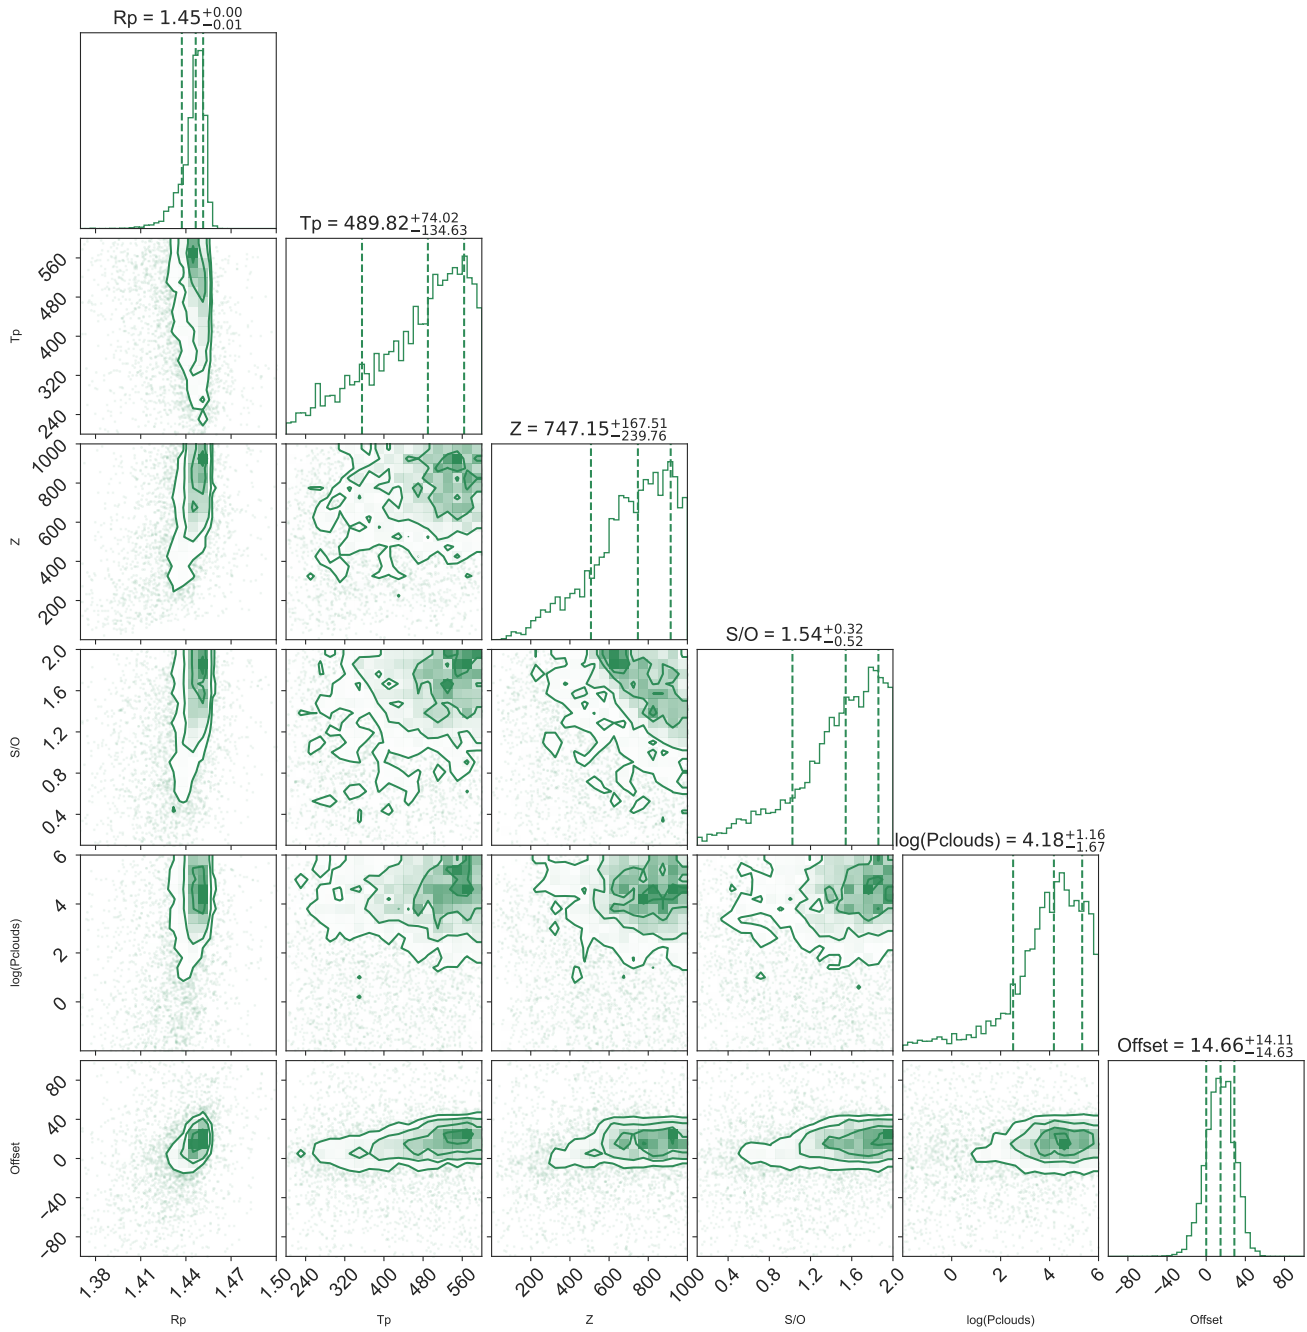 Rp = 1.45+0.00−0.01
Tp = 489.82+74.02−134.63
560
480
400
320
240
Tp
Z = 747.15+167.51−239.76
1000
800
600
400
200
Z
S/O = 1.54+0.32−0.52
2.0
1.6
1.2
0.8
0.4
S/O
log(Pclouds) = 4.18+1.16−1.67
6
4
2
0
log(Pclouds)
Offset = 14.66+14.11−14.63
80
40
0
−40
−80
Offset
1.38 1.41 1.44 1.47 1.50 240 320 400 480 560 200 400 600 800 1000 0.4 0.8 1.2 1.6 2.0 0 2 4 6 −80 −40 0 40 80
Rp Tp Z S/O log(Pclouds) Offset